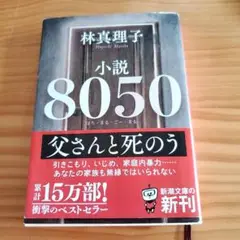 林真理子
小説
8050
父さんと死のう
引きこもり、いじめ、家庭内暴力……
あなたの家族も無縁ではいられない
累計15万部!
衝撃のベストセラー
新潮文庫の
新刊